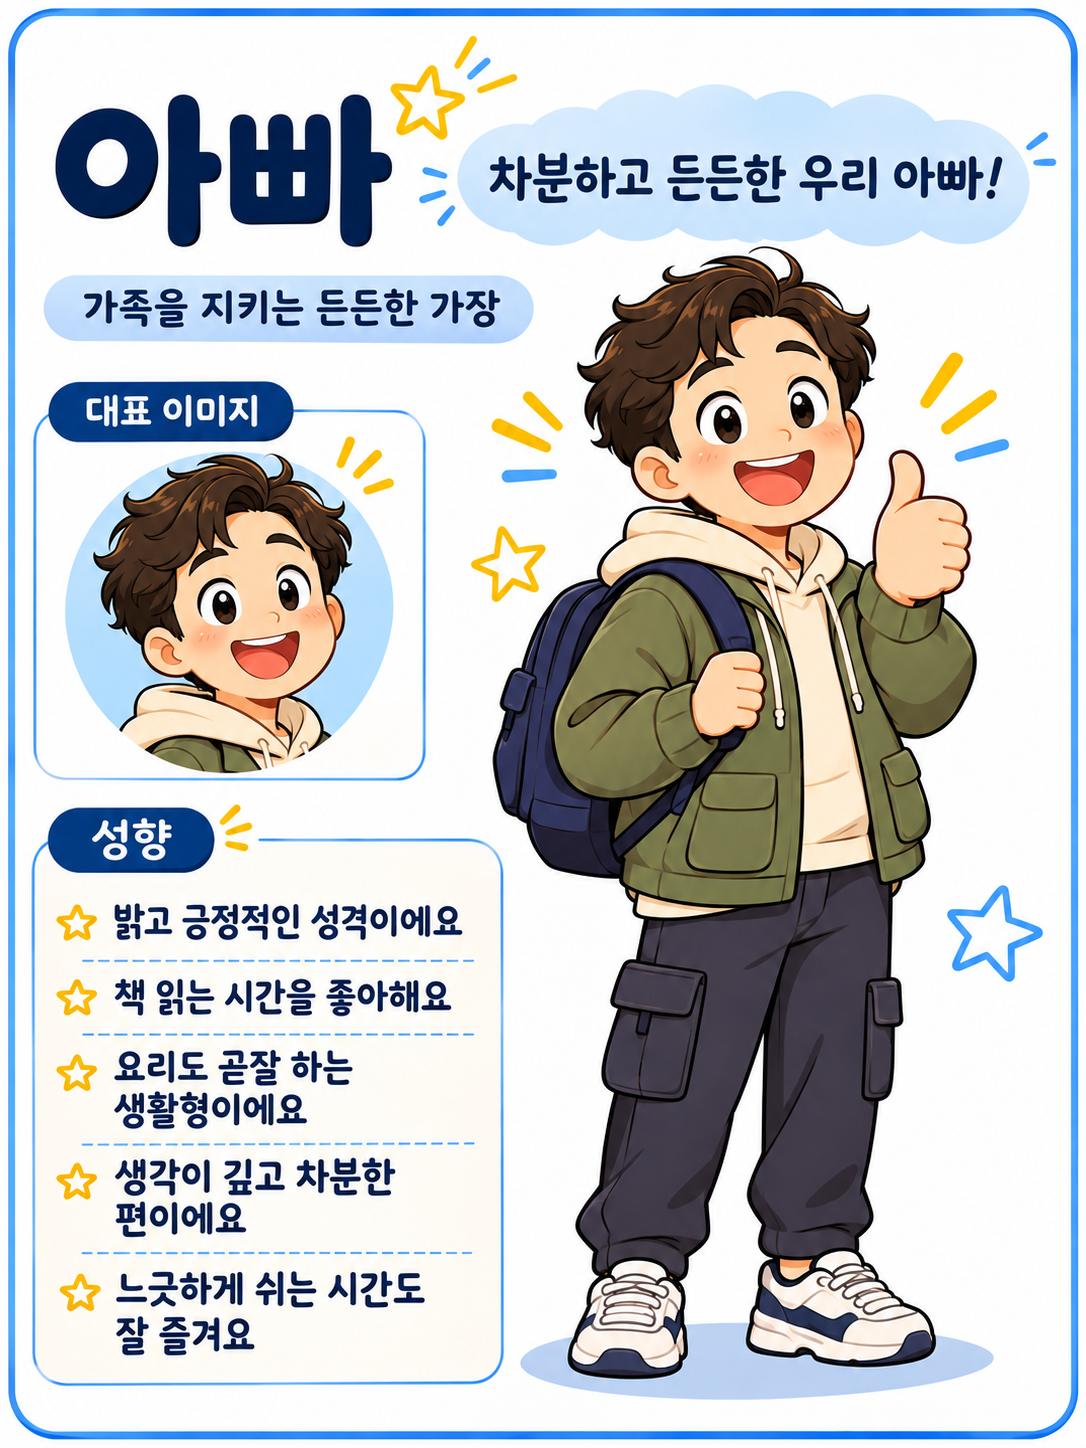 아빠
차분하고 든든한 우리 아빠!
가족을 지키는 든든한 가장
대표 이미지
성향
밝고 긍정적인 성격이에요
책 읽는 시간을 좋아해요
요리도 곧잘 하는
생활형이에요
생각이 깊고 차분한
편이에요
느긋하게 쉬는 시간도
잘 즐겨요